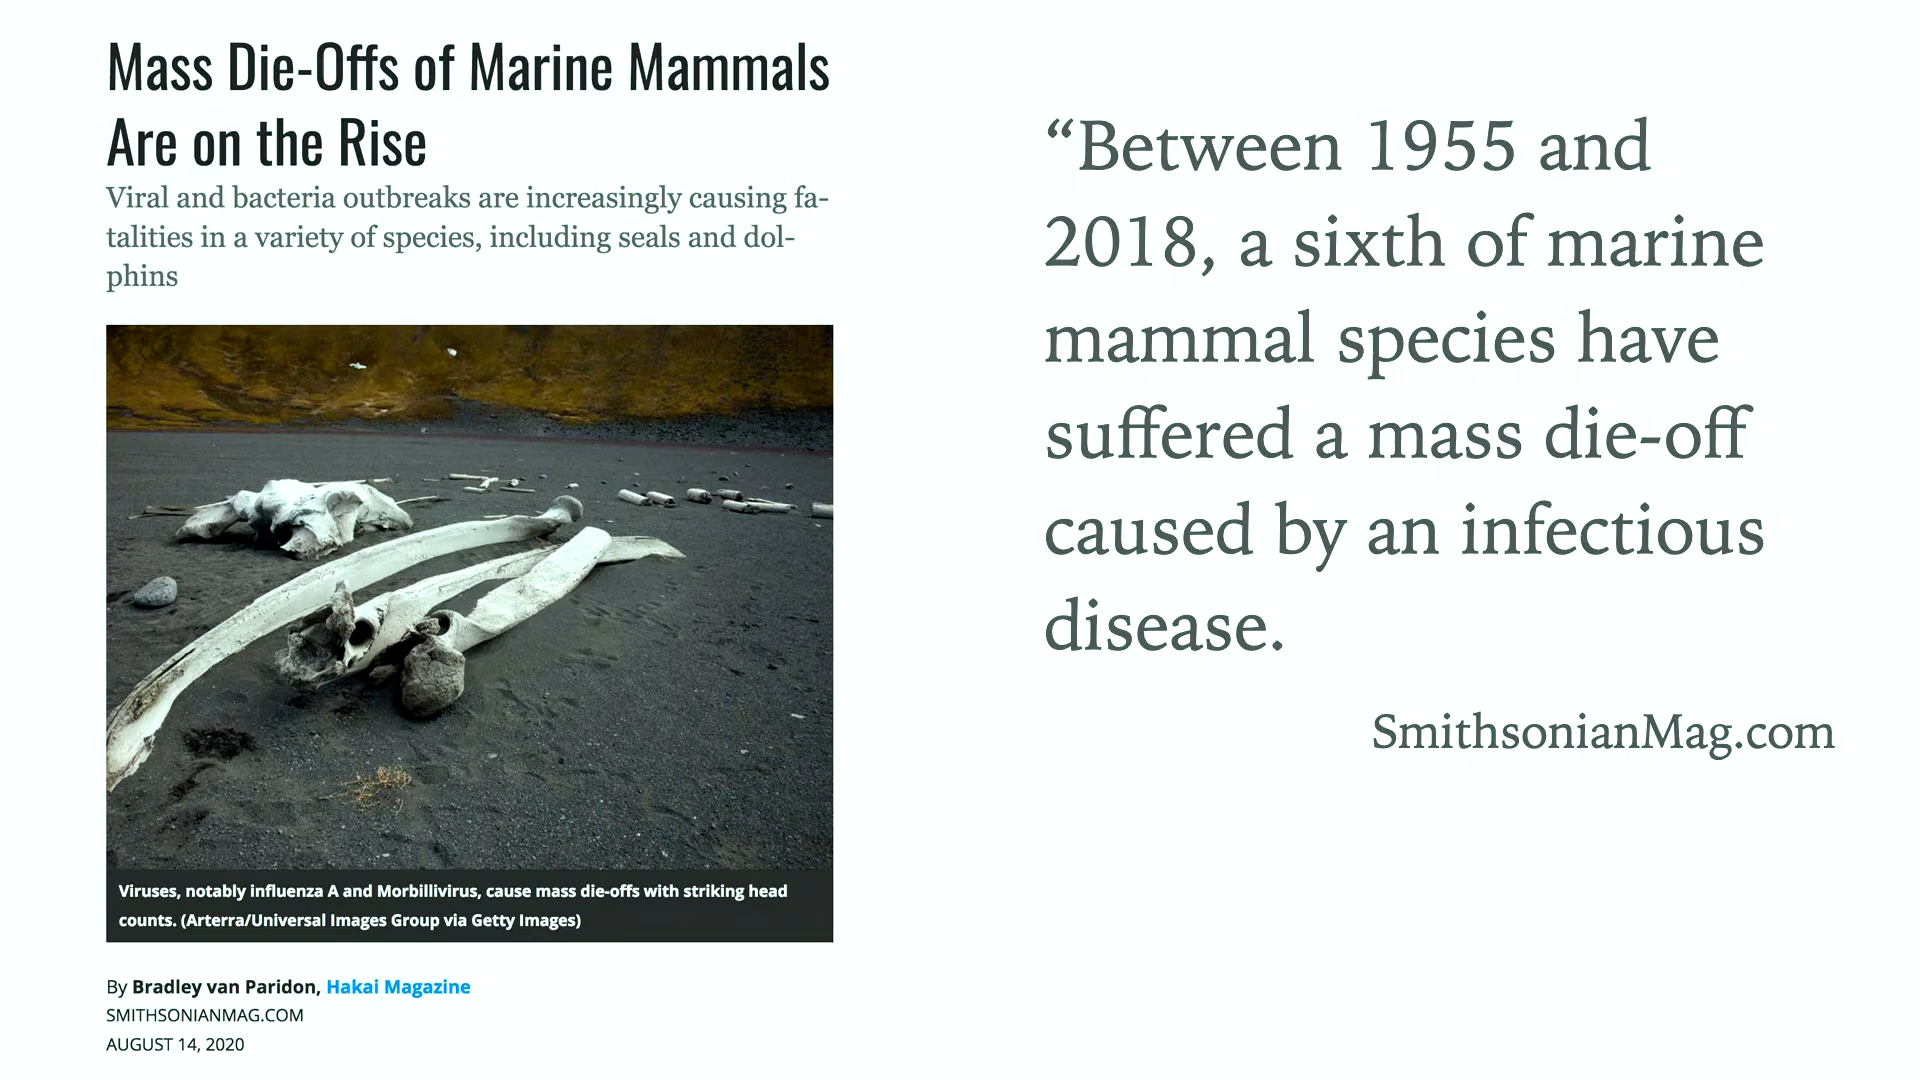 Mass Die-Offs of Marine Mammals
Are on the Rise
Viral and bacteria outbreaks are increasingly causing fa-
talities in a variety of species, including seals and dol-
phins
Viruses, notably influenza A and Morbillivirus, cause mass die-offs with striking head
counts. (Arterra/Universal Images Group via Getty Images)
By Bradley van Paridon, Hakai Magazine
SMITHSONIANMAG.COM
AUGUST 14, 2020
“Between 1955 and
2018, a sixth of marine
mammal species have
suffered a mass die-off
caused by an infectious
disease.
SmithsonianMag.com